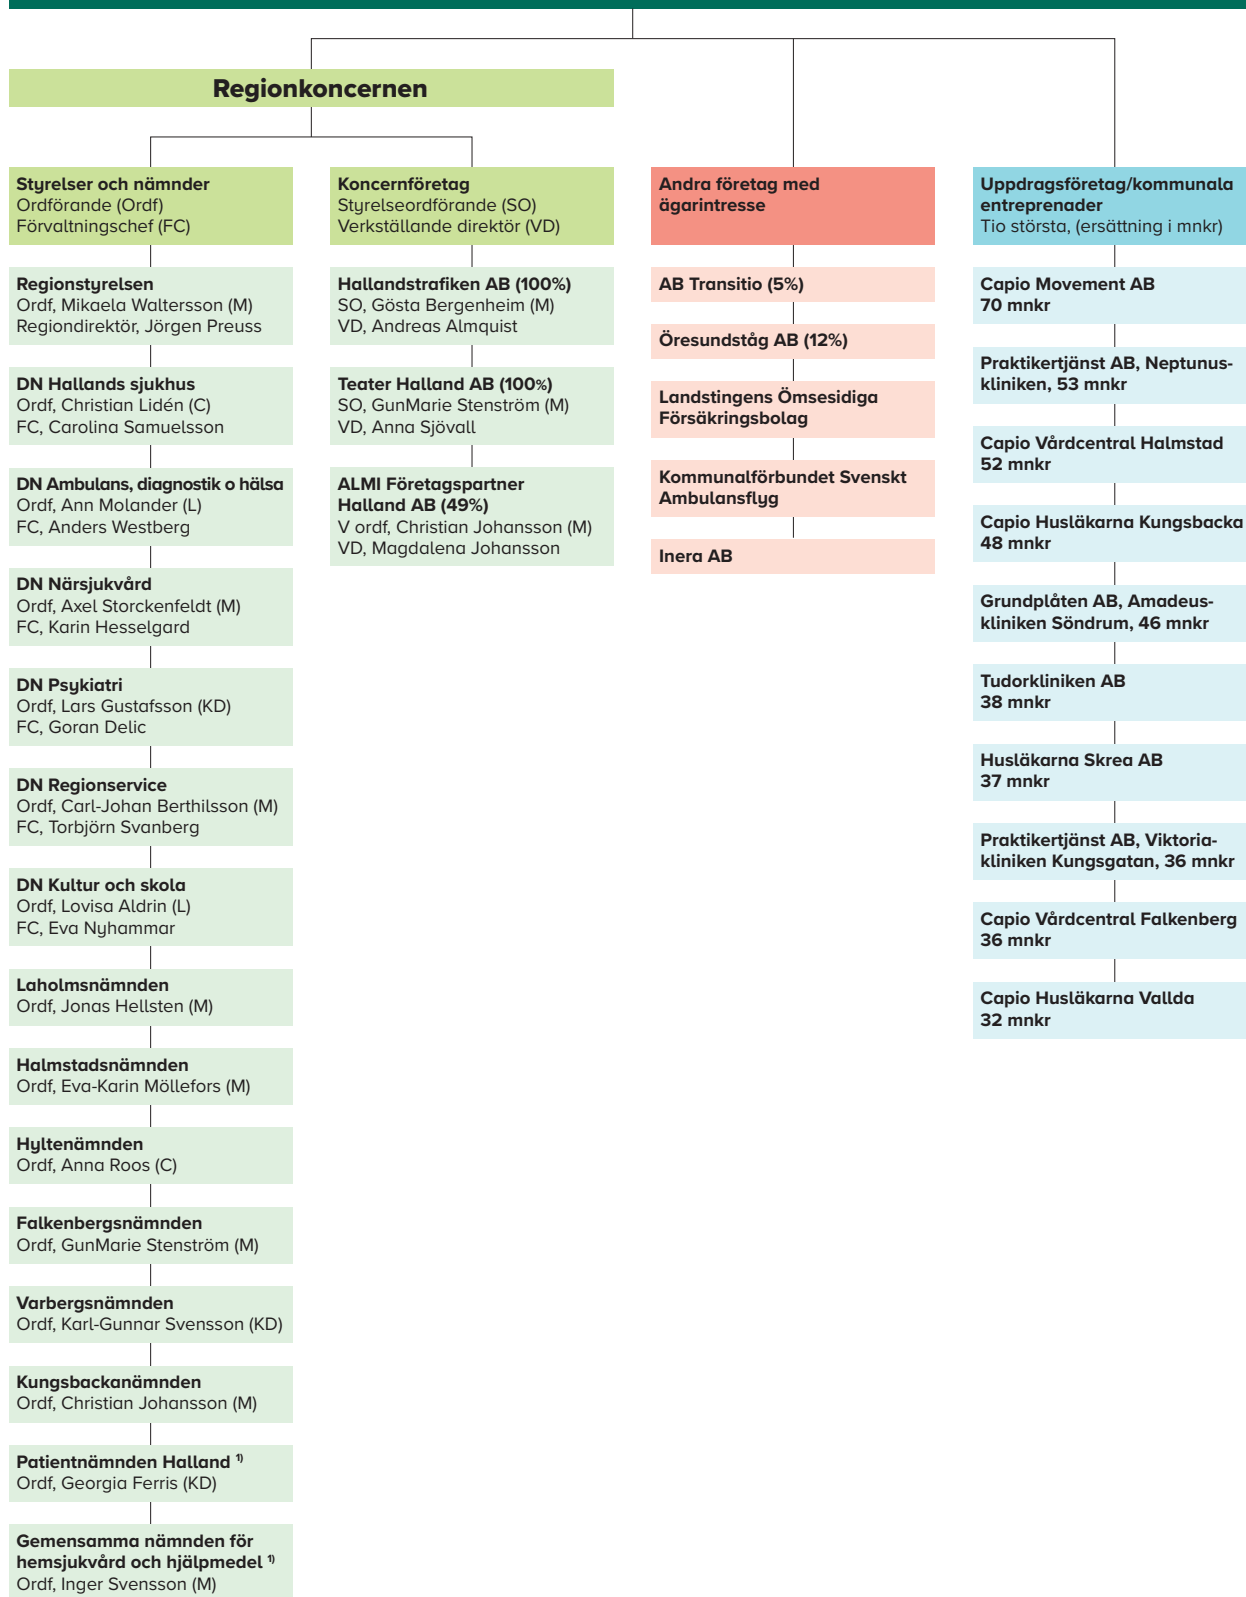 Regionkoncernen
Styrelser och nämnder
Ordförande (Ordf)
Förvaltningschef (FC)
Regionstyrelsen
Ordf, Mikaela Waltersson (M)
Regiondirektör, Jörgen Preuss
DN Hallands sjukhus
Ordf, Christian Lidén (C)
FC, Carolina Samuelsson
DN Ambulans, diagnostik o hälsa
Ordf, Ann Molander (L)
FC, Anders Westberg
DN Närsjukvård
Ordf, Axel Storckenfeldt (M)
FC, Karin Hesselgard
DN Psykiatri
Ordf, Lars Gustafsson (KD)
FC, Goran Delic
DN Regionservice
Ordf, Carl-Johan Berthilsson (M)
FC, Torbjörn Svanberg
DN Kultur och skola
Ordf, Lovisa Aldrin (L)
FC, Eva Nyhammar
Laholmsnämnden
Ordf, Jonas Hellsten (M)
Halmstadsnämnden
Ordf, Eva-Karin Möllefors (M)
Hyltenämnden
Ordf, Anna Roos (C)
Falkenbergsnämnden
Ordf, GunMarie Stenström (M)
Varbergsnämnden
Ordf, Karl-Gunnar Svensson (KD)
Kungsbackanämnden
Ordf, Christian Johansson (M)
Patientnämnden Halland 1)
Ordf, Georgia Ferris (KD)
Gemensamma nämnden för
hemsjukvård och hjälpmedel 1)
Ordf, Inger Svensson (M)
Koncernföretag
Styrelseordförande (SO)
Verkställande direktör (VD)
Hallandstrafiken AB (100%)
SO, Gösta Bergenheim (M)
VD, Andreas Almquist
Teater Halland AB (100%)
SO, GunMarie Stenström (M)
VD, Anna Sjövall
ALMI Företagspartner
Halland AB (49%)
V ordf, Christian Johansson (M)
VD, Magdalena Johansson
Andra företag med
ägarintresse
AB Transitio (5%)
Öresundståg AB (12%)
Landstingens Ömsesidiga
Försäkringsbolag
Kommunalförbundet Svenskt
Ambulansflyg
Inera AB
Uppdragsföretag/kommunala
entreprenader
Tio största, (ersättning i mnkr)
Capio Movement AB
70 mnkr
Praktikertjänst AB, Neptunus-
kliniken, 53 mnkr
Capio Vårdcentral Halmstad
52 mnkr
Capio Husläkarna Kungsbacka
48 mnkr
Grundplåten AB, Amadeus-
kliniken Söndrum, 46 mnkr
Tudorkliniken AB
38 mnkr
Husläkarna Skrea AB
37 mnkr
Praktikertjänst AB, Viktoria-
kliniken Kungsgatan, 36 mnkr
Capio Vårdcentral Falkenberg
36 mnkr
Capio Husläkarna Vallda
32 mnkr